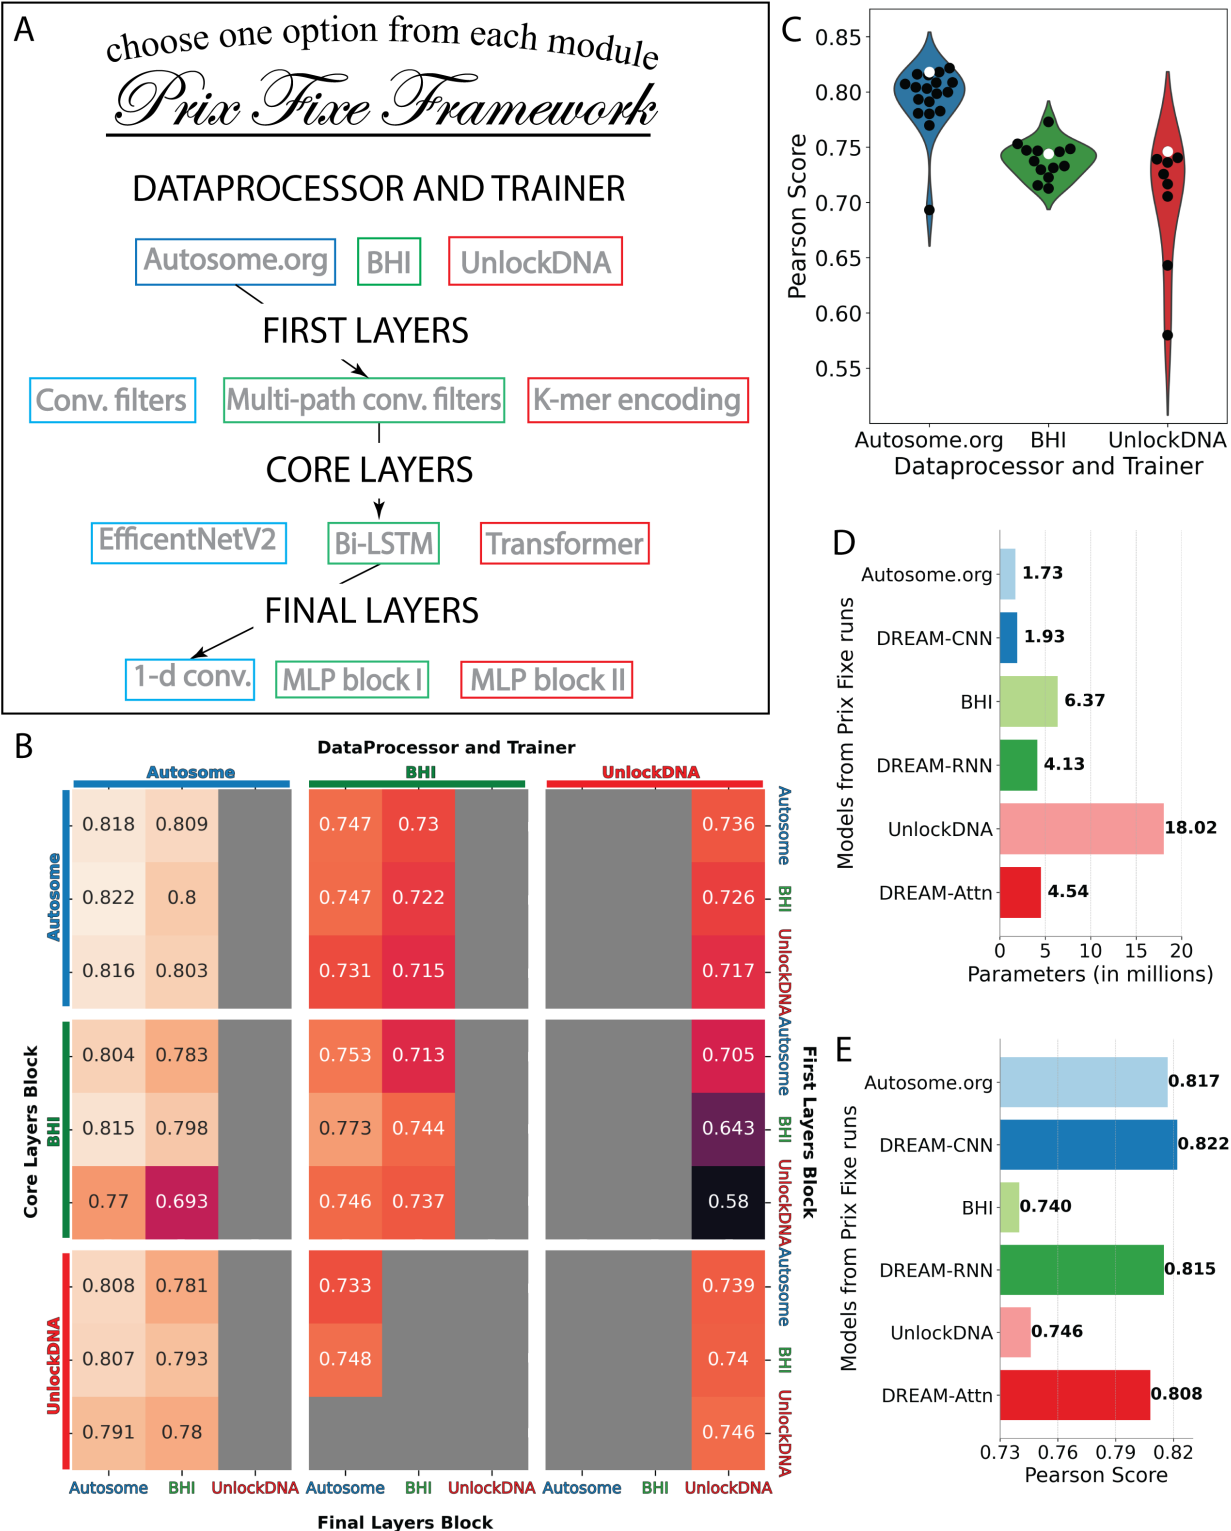 A
choose one option from each module
Prix Fixe Framework
DATAPROCESSOR AND TRAINER
Autosome.org BHI UnlockDNA
FIRST LAYERS
Conv. filters Multi-path conv. filters K-mer encoding
CORE LAYERS
EfficentNetV2 Bi-LSTM Transformer
FINAL LAYERS
1-d conv. MLP block I MLP block II
B
DataProcessor and Trainer
Autosome BHI UnlockDNA
Core Layers Block
Autosome
BHI
UnlockDNA
0.818 0.809 0.747 0.73 0.736 Autosome
0.822 0.8 0.747 0.722 0.726 BHI
0.816 0.803 0.731 0.715 0.717 UnlockDNA
0.804 0.783 0.753 0.713 0.705 Autosome
0.815 0.798 0.773 0.744 0.643 BHI
0.77 0.693 0.746 0.737 0.58 UnlockDNA
0.808 0.781 0.733 0.739 Autosome
0.807 0.793 0.748 0.74 BHI
0.791 0.78 0.746 UnlockDNA
First Layers Block
Autosome BHI UnlockDNA Autosome BHI UnlockDNA Autosome BHI UnlockDNA
Final Layers Block
C
Pearson Score
0.85
0.80
0.75
0.70
0.65
0.60
0.55
Autosome.org BHI UnlockDNA
Dataprocessor and Trainer
D
Models from Prix Fixe runs
Autosome.org 1.73
DREAM-CNN 1.93
BHI 6.37
DREAM-RNN 4.13
UnlockDNA 18.02
DREAM-Attn 4.54
0 5 10 15 20
Parameters (in millions)
E
Models from Prix Fixe runs
Autosome.org 0.817
DREAM-CNN 0.822
BHI 0.740
DREAM-RNN 0.815
UnlockDNA 0.746
DREAM-Attn 0.808
0.73 0.76 0.79 0.82
Pearson Score